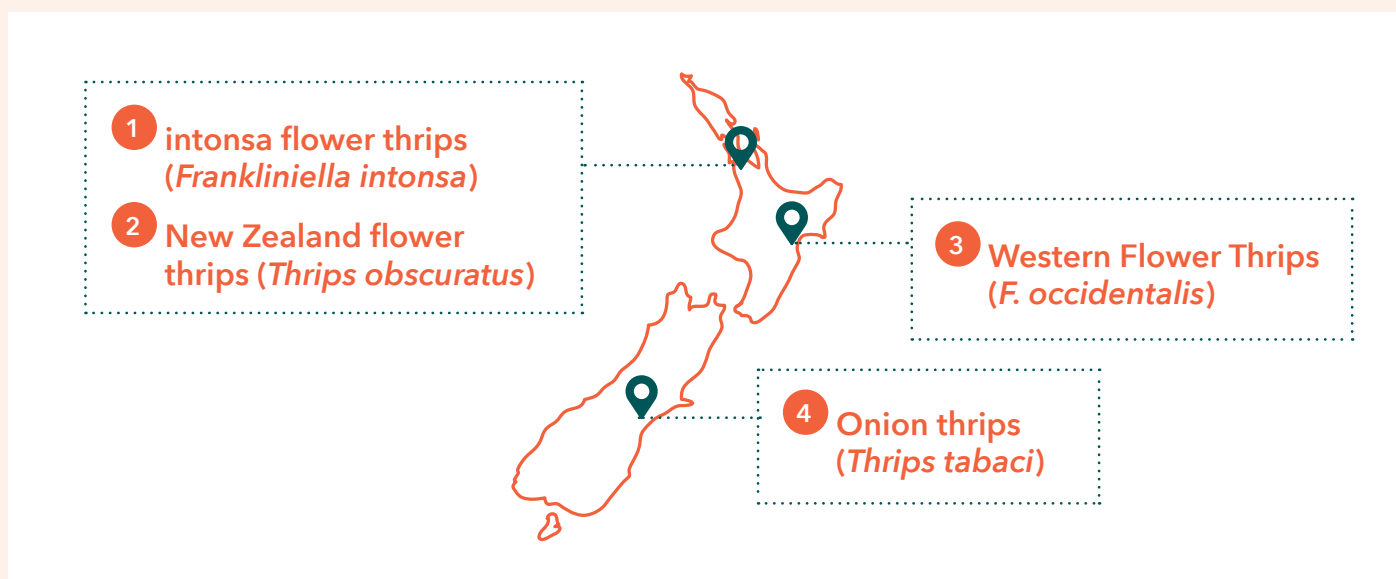 1
intonsa flower thrips
(Frankliniella intonsa)
2
New Zealand flower
thrips (Thrips obscuratus)
3
Western Flower Thrips
(F. occidentalis)
4
Onion thrips
(Thrips tabaci)